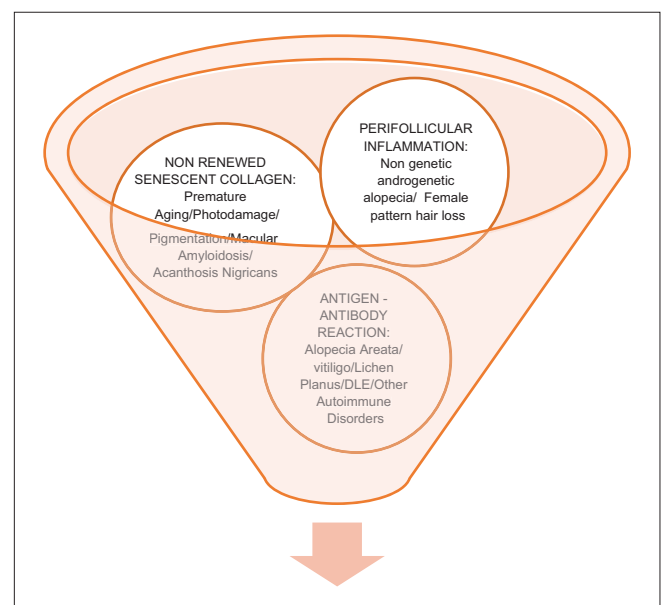 NON RENEWED
SENESCENT COLLAGEN:
Premature
Aging/Photodamage/
Pigmentation/Macular
Amyloidosis/
Acanthosis Nigricans
PERIFOLLICULAR
INFLAMMATION:
Non genetic
androgenetic
alopecia/ Female
pattern hair loss
ANTIGEN -
ANTIBODY
REACTION:
Alopecia Areata/
vitiligo/Lichen
Planus/DLE/Other
Autoimmune
Disorders